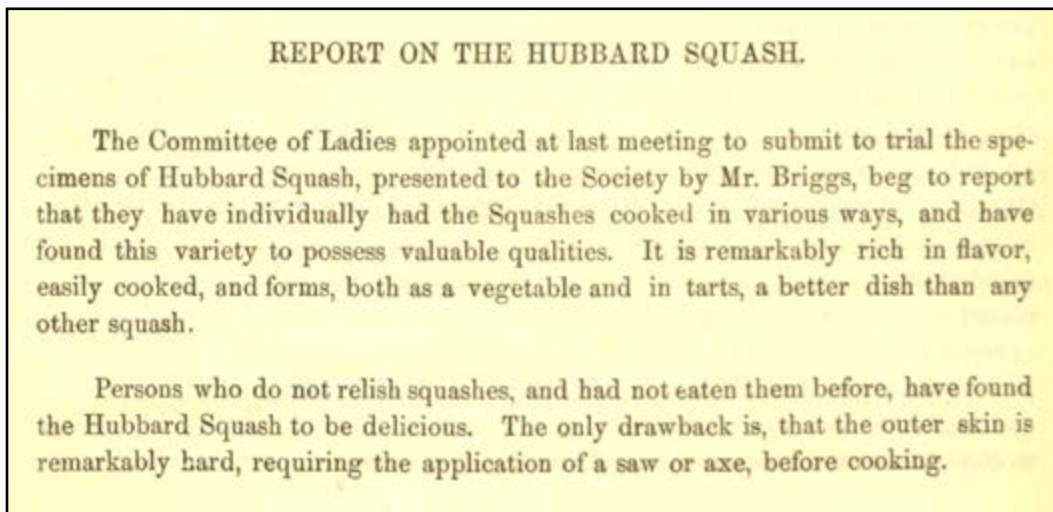 REPORT ON THE HUBBARD SQUASH.
The Committee of Ladies appointed at last meeting to submit to trial the spe-
cimens of Hubbard Squash, presented to the Society by Mr. Briggs, beg to report
that they have individually had the Squashes cooked in various ways, and have
found this variety to possess valuable qualities. It is remarkably rich in flavor,
easily cooked, and forms, both as a vegetable and in tarts, a better dish than any
other squash.
Persons who do not relish squashes, and had not eaten them before, have found
the Hubbard Squash to be delicious. The only drawback is, that the outer skin is
remarkably hard, requiring the application of a saw or axe, before cooking.